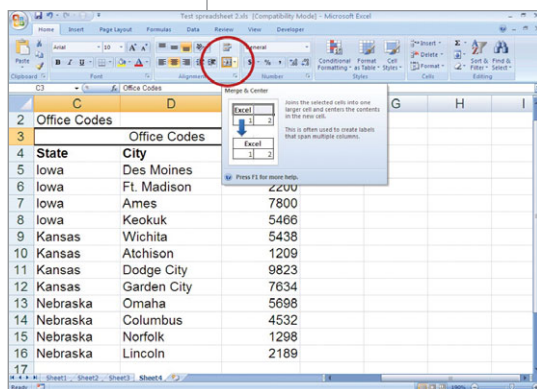 Test spreadsheet 2.xls [Compatibility Mode] - Microsoft Excel
Home Insert Page Layout Formulas Data Review View Developer
Paste Arial 10 A A General Conditional Formatting Format as Table Cell Styles Insert Delete Format Sort & Filter Find & Select
B I U $ % ,
Clipboard Font Alignment Number Styles Cells Editing
C3 fx Office Codes
Merge & Center
Joins the selected cells into one
larger cell and centers the contents
in the new cell.
This is often used to create labels
that span multiple columns.
Excel
1 2
Excel
1 2
Press F1 for more help.
C D G H I
2 Office Codes
3 Office Codes
4 State City
5 Iowa Des Moines
6 Iowa Ft. Madison 2200
7 Iowa Ames 7800
8 Iowa Keokuk 5466
9 Kansas Wichita 5438
10 Kansas Atchison 1209
11 Kansas Dodge City 9823
12 Kansas Garden City 7634
13 Nebraska Omaha 5698
14 Nebraska Columbus 4532
15 Nebraska Norfolk 1298
16 Nebraska Lincoln 2189
17
Sheet1 Sheet2 Sheet3 Sheet4
Ready